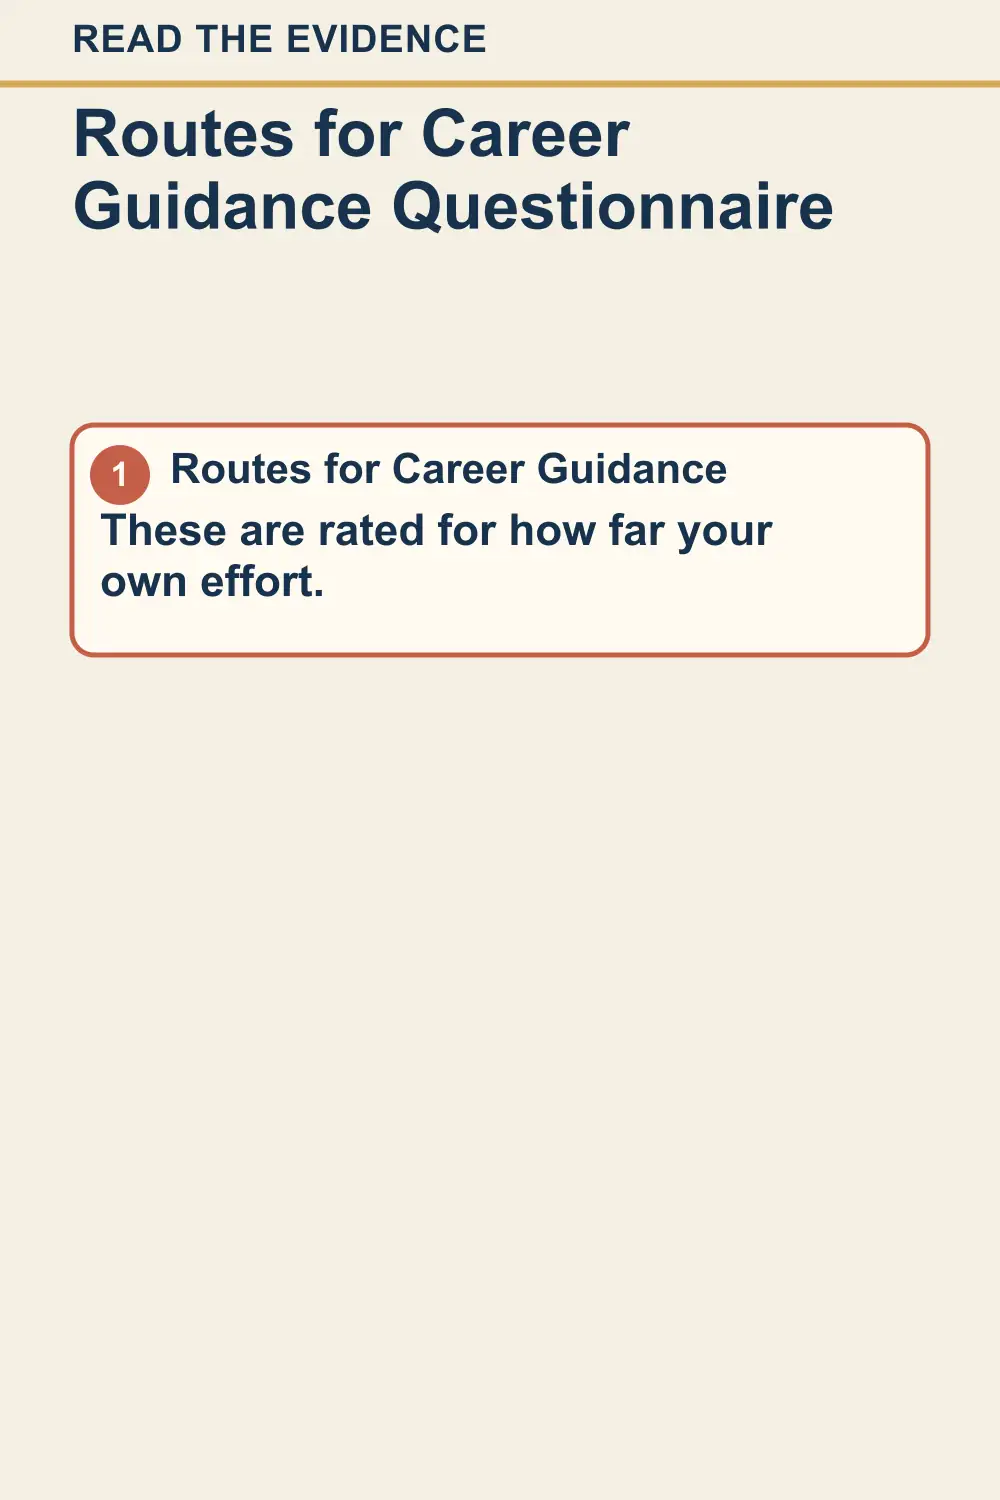 READ THE EVIDENCE
Routes for Career
Guidance Questionnaire
1 Routes for Career Guidance
These are rated for how far your
own effort.